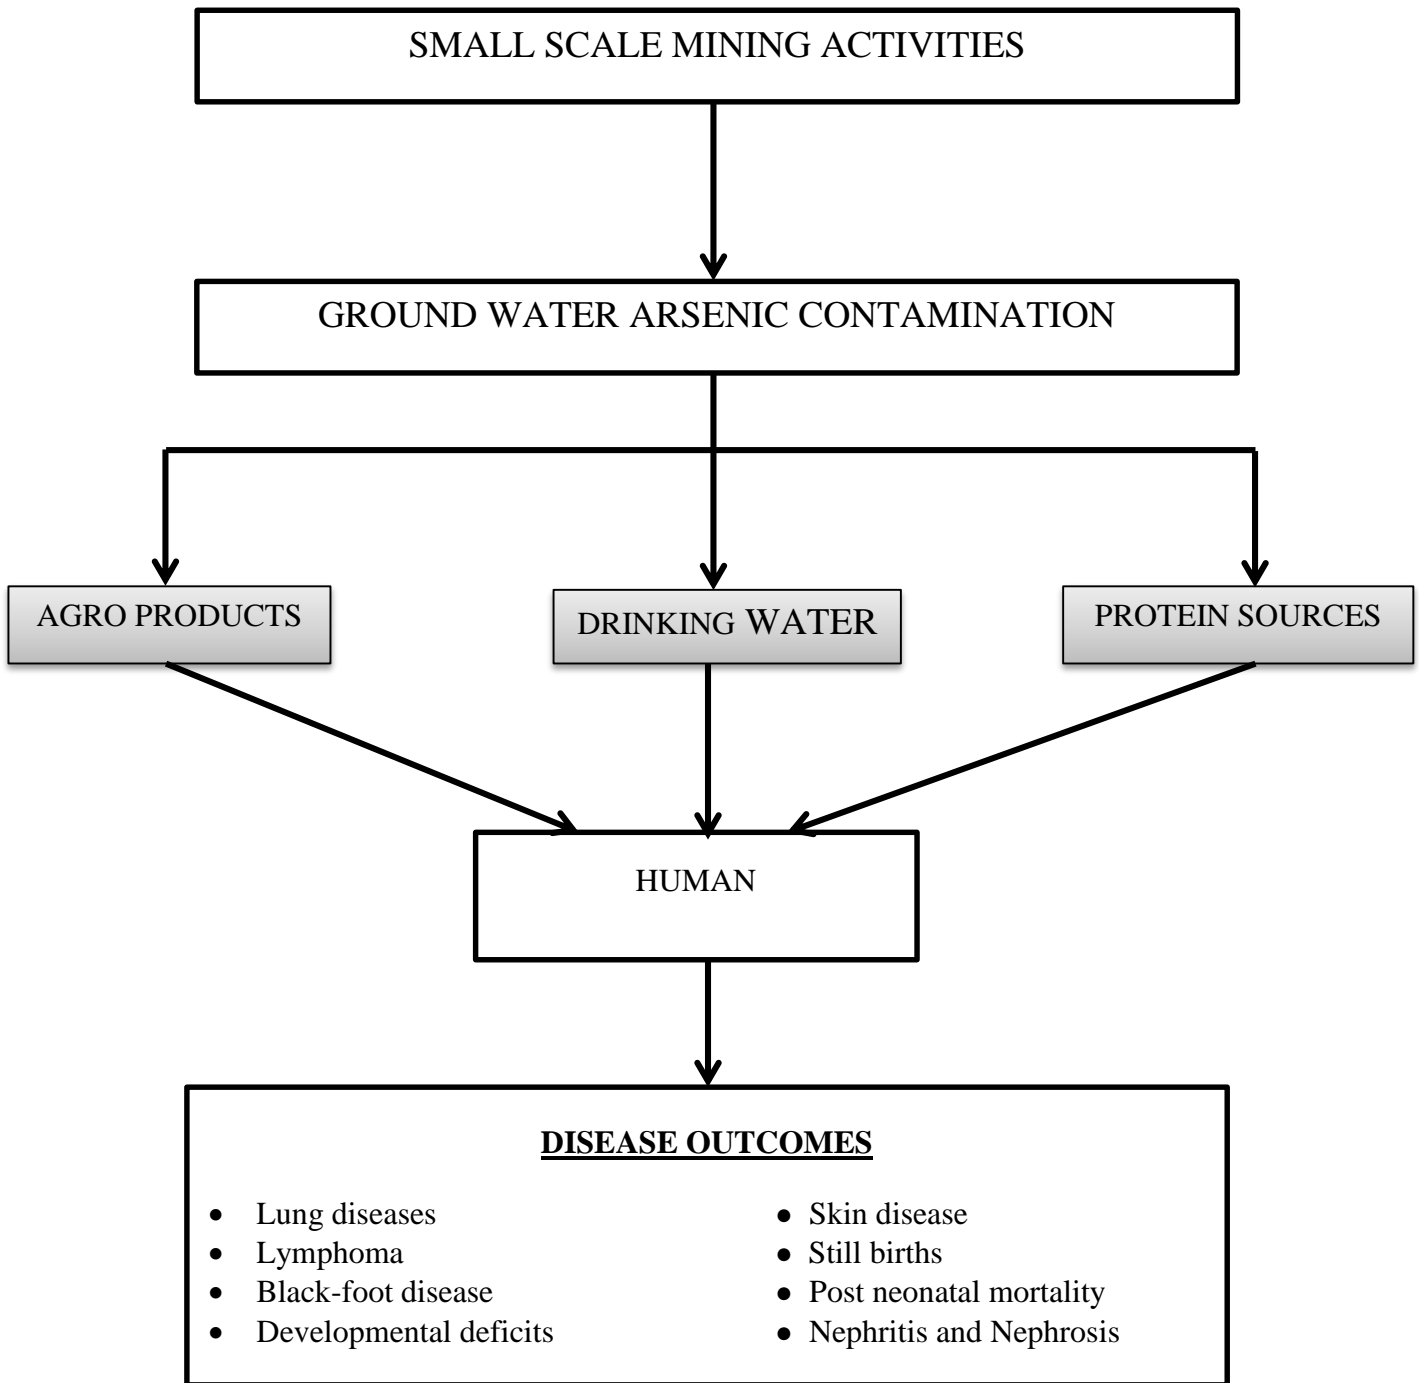 SMALL SCALE MINING ACTIVITIES
GROUND WATER ARSENIC CONTAMINATION
AGRO PRODUCTS
DRINKING WATER
PROTEIN SOURCES
HUMAN
DISEASE OUTCOMES
• Lung diseases
• Lymphoma
• Black-foot disease
• Developmental deficits
• Skin disease
• Still births
• Post neonatal mortality
• Nephritis and Nephrosis